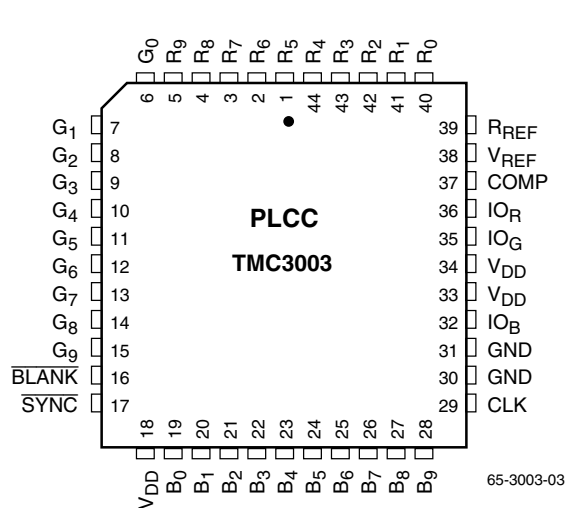 G0 R9 R8 R7 R6 R5 R4 R3 R2 R1 R0
6 5 4 3 2 1 44 43 42 41 40
G1 7 39 RREF
G2 8 38 VREF
G3 9 37 COMP
G4 10 36 IOR
G5 11 PLCC 35 IOG
G6 12 TMC3003 34 VDD
G7 13 33 VDD
G8 14 32 IOB
G9 15 31 GND
BLANK 16 30 GND
SYNC 17 29 CLK
18 19 20 21 22 23 24 25 26 27 28
VDD B0 B1 B2 B3 B4 B5 B6 B7 B8 B9
65-3003-03